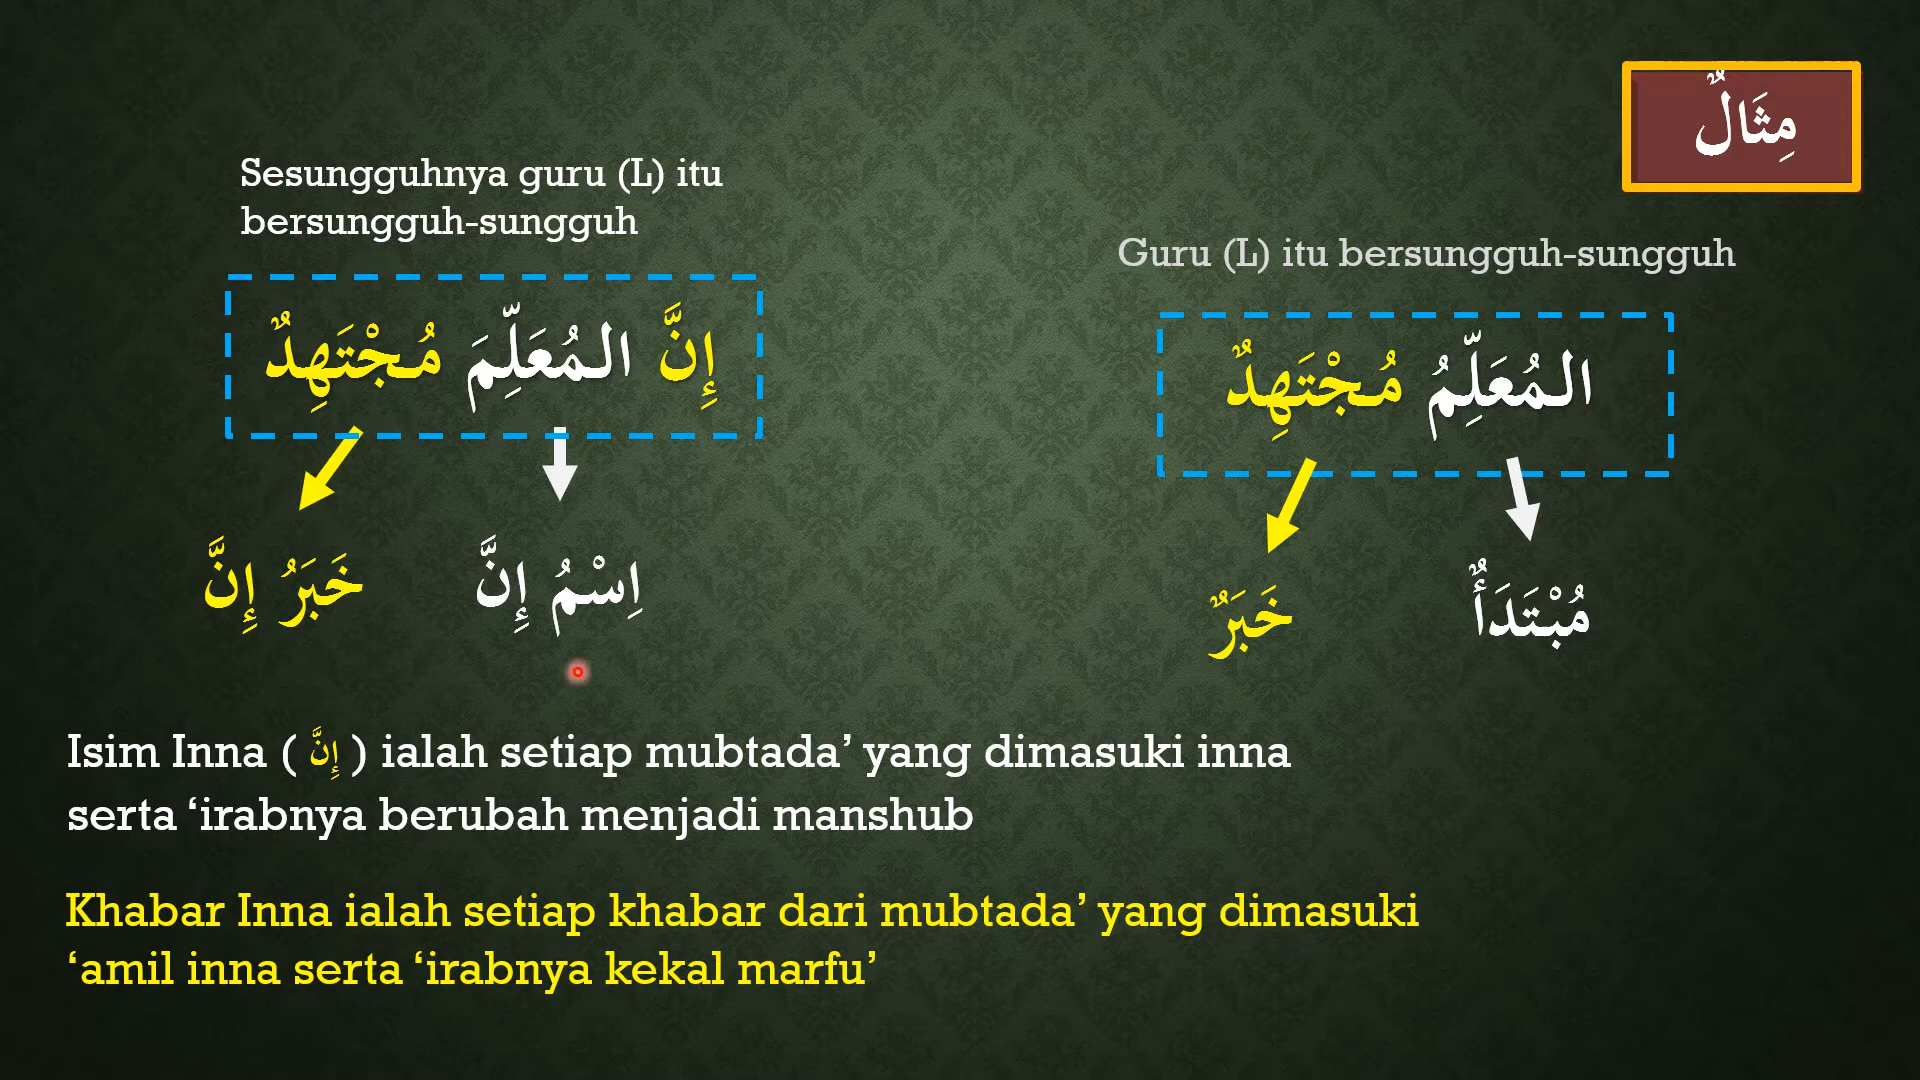 مِثَالٌ
Sesungguhnya guru (L) itu
bersungguh-sungguh
Guru (L) itu bersungguh-sungguh
إِنَّ المُعَلِّمَ مُجْتَهِدٌ
المُعَلِّمُ مُجْتَهِدٌ
اِسْمُ إِنَّ
خَبَرُ إِنَّ
مُبْتَدَأٌ
خَبَرٌ
Isim Inna ( إِنَّ ) ialah setiap mubtada’ yang dimasuki inna
serta ‘irabnya berubah menjadi manshub
Khabar Inna ialah setiap khabar dari mubtada’ yang dimasuki
‘amil inna serta ‘irabnya kekal marfu’